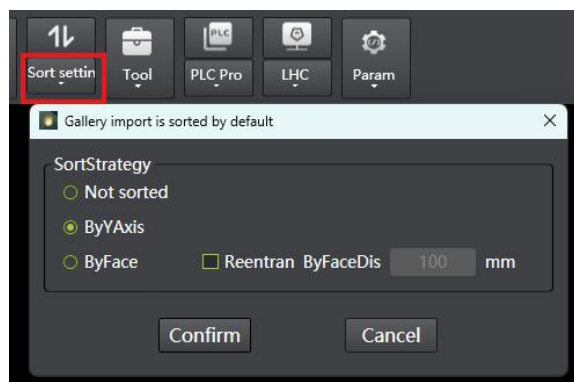 PLC
Sort settin Tool PLC Pro LHC Param
Gallery import is sorted by default
SortStrategy
Not sorted
ByYAxis
ByFace Reentran ByFaceDis 100 mm
Confirm Cancel